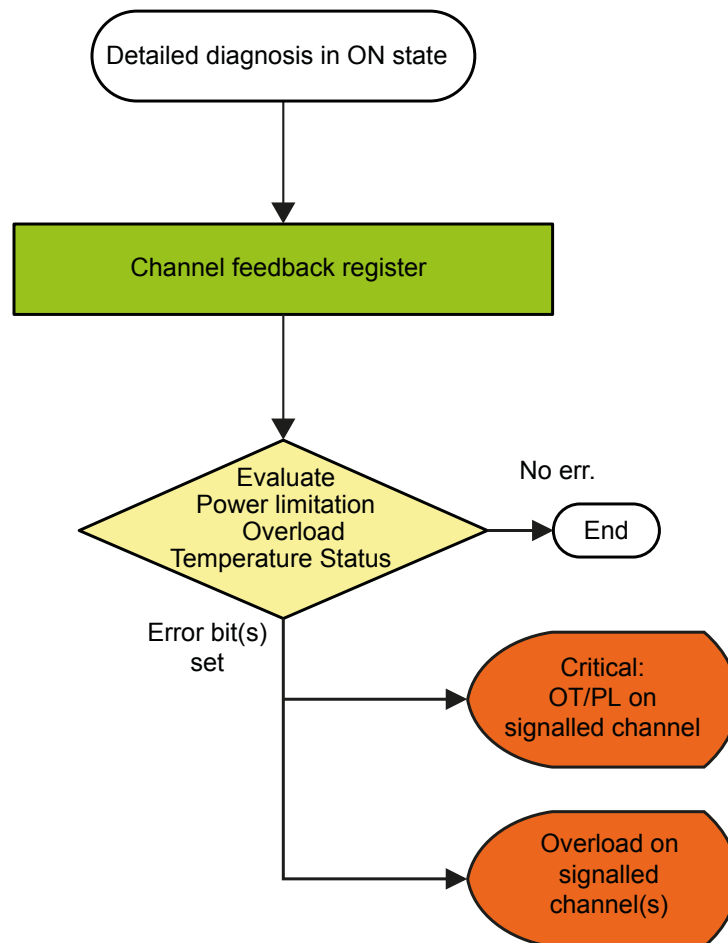 Detailed diagnosis in ON state
Channel feedback register
Evaluate
Power limitation
Overload
Temperature Status
No err.
End
Error bit(s)
set
Critical:
OT/PL on
signalled channel
Overload on
signalled
channel(s)